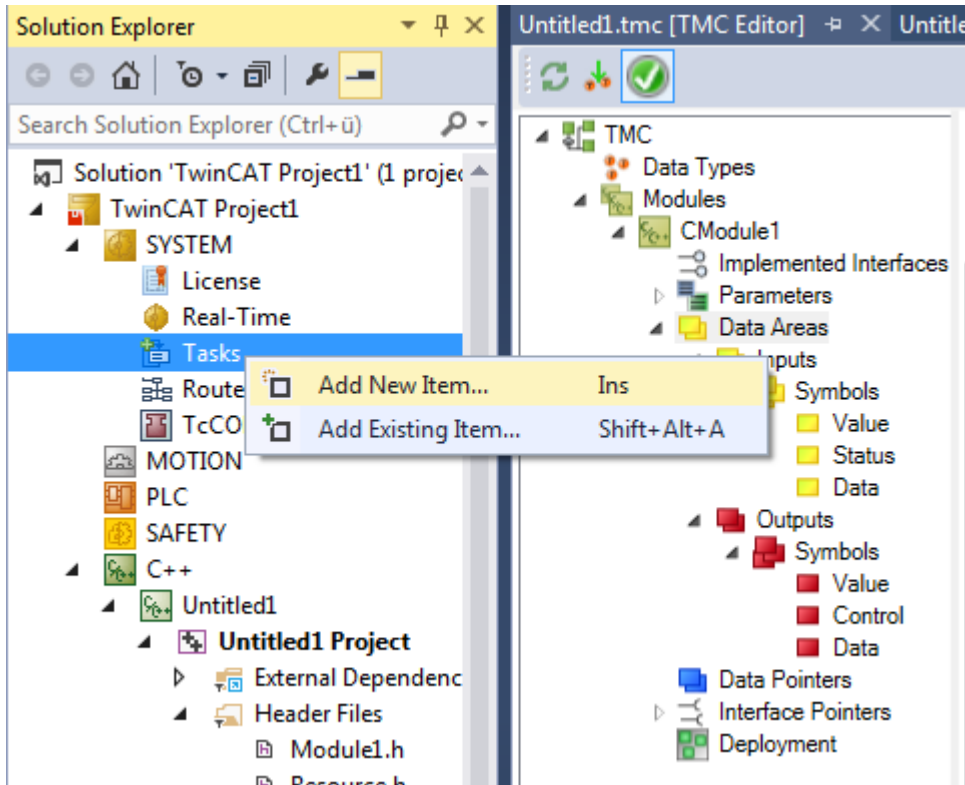 Solution Explorer
Search Solution Explorer (Ctrl+ü)
Solution 'TwinCAT Project1' (1 projec
TwinCAT Project1
SYSTEM
License
Real-Time
Tasks
Route
TcCO
MOTION
PLC
SAFETY
C++
Untitled1
Untitled1 Project
External Dependenc
Header Files
Module1.h
Resource.h
Add New Item... Ins
Add Existing Item... Shift+Alt+A
Untitled1.tmc [TMC Editor] Untitle
TMC
Data Types
Modules
CModule1
Implemented Interfaces
Parameters
Data Areas
Inputs
Symbols
Value
Status
Data
Outputs
Symbols
Value
Control
Data
Data Pointers
Interface Pointers
Deployment